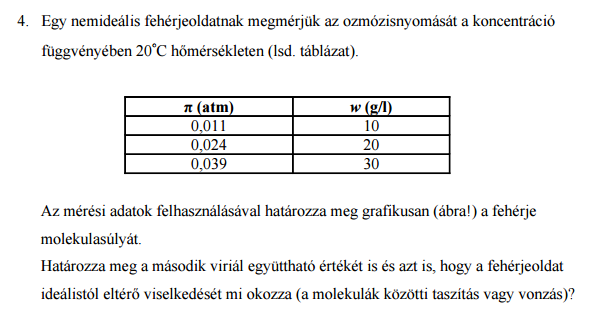 4. Egy nemideális fehérjeoldatnak megmérjük az ozmózisnyomását a koncentráció
függvényében 20°C hőmérsékleten (lsd. táblázat).
π (atm) w (g/l)
0,011 10
0,024 20
0,039 30
Az mérési adatok felhasználásával határozza meg grafikusan (ábra!) a fehérje
molekulasúlyát.
Határozza meg a második viriál együttható értékét is és azt is, hogy a fehérjeoldat
ideálistól eltérő viselkedését mi okozza (a molekulák közötti taszítás vagy vonzás)?